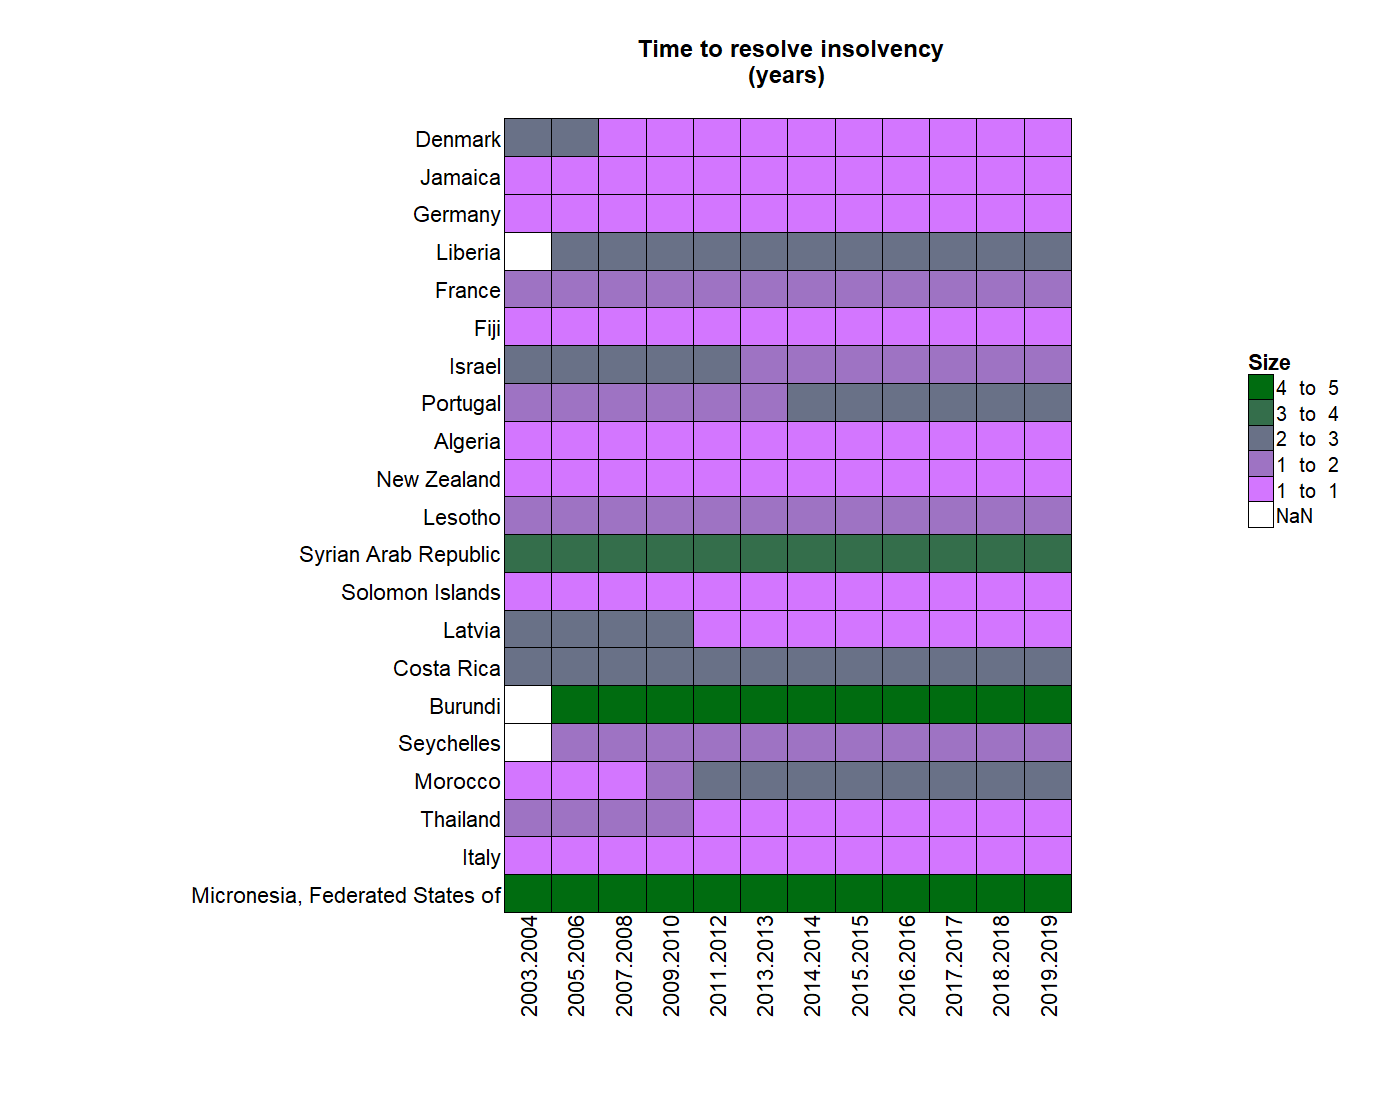 Time to resolve insolvency
(years)
Denmark
Jamaica
Germany
Liberia
France
Fiji
Israel
Portugal
Algeria
New Zealand
Lesotho
Syrian Arab Republic
Solomon Islands
Latvia
Costa Rica
Burundi
Seychelles
Morocco
Thailand
Italy
Micronesia, Federated States of
2003.2004
2005.2006
2007.2008
2009.2010
2011.2012
2013.2013
2014.2014
2015.2015
2016.2016
2017.2017
2018.2018
2019.2019
Size
4 to 5
3 to 4
2 to 3
1 to 2
1 to 1
NaN